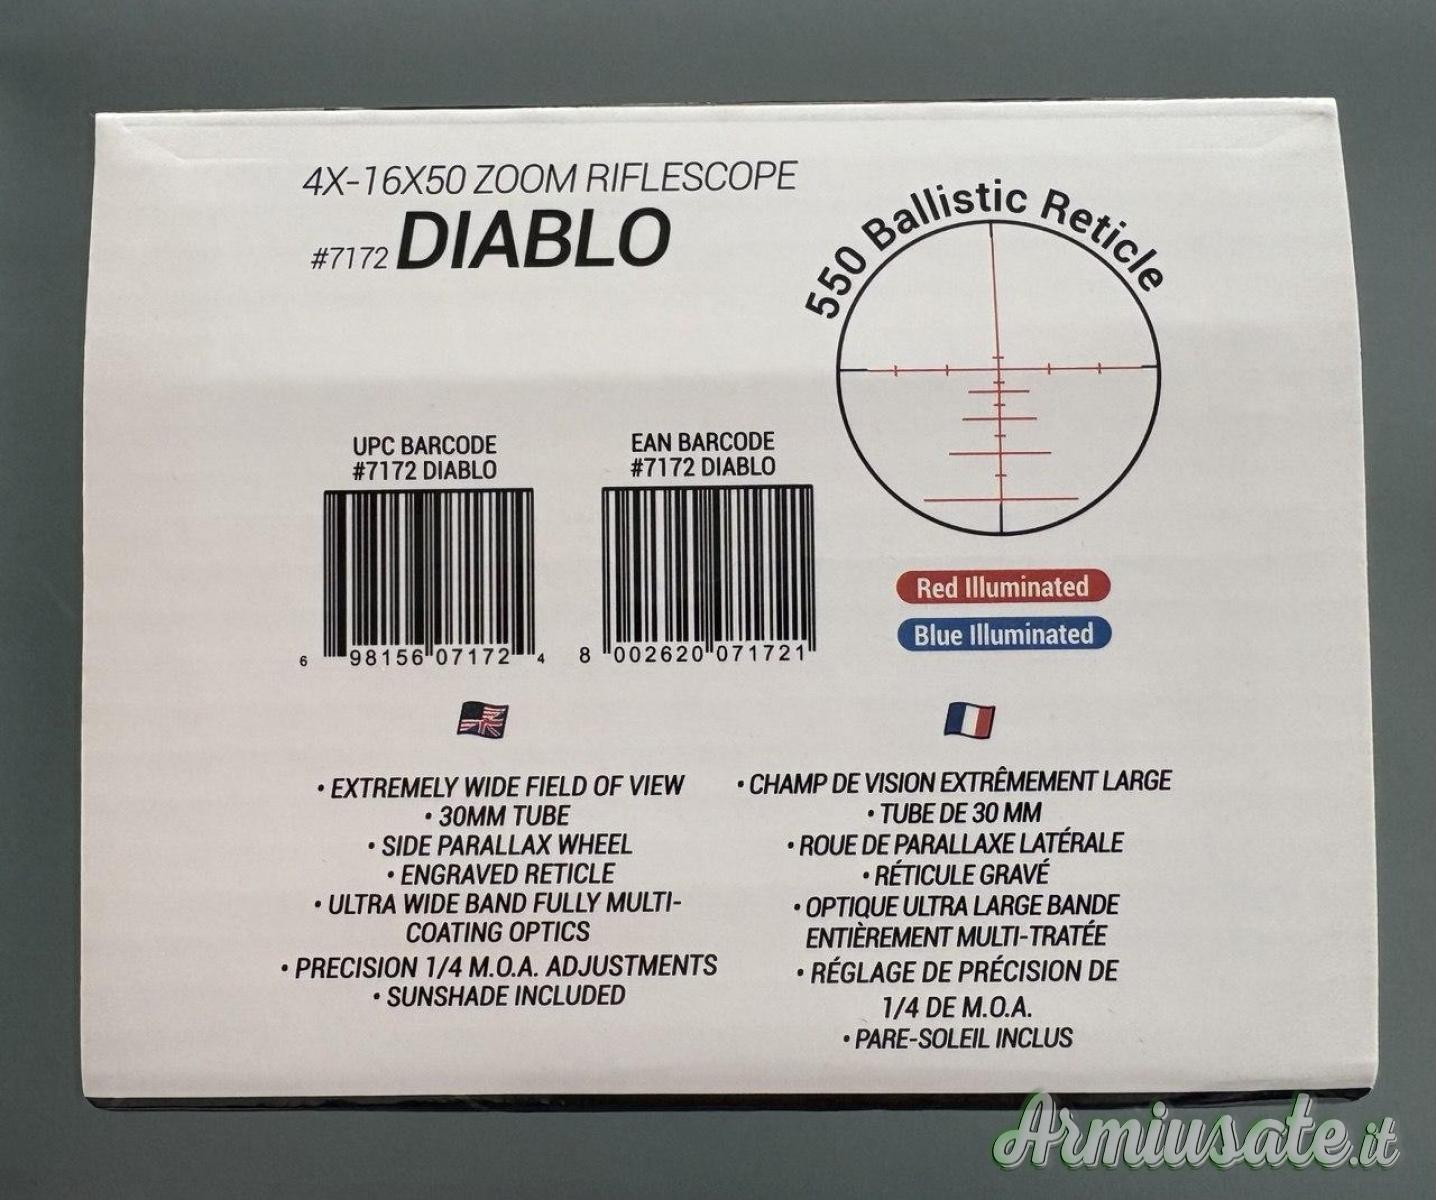 4X-16X50 ZOOM RIFLESCOPE
#7172 DIABLO
550 Ballistic Reticle
UPC BARCODE
#7172 DIABLO
6 98156 07172 4
EAN BARCODE
#7172 DIABLO
8 002620 071721
Red Illuminated
Blue Illuminated
• EXTREMELY WIDE FIELD OF VIEW
• 30MM TUBE
• SIDE PARALLAX WHEEL
• ENGRAVED RETICLE
• ULTRA WIDE BAND FULLY MULTI-
COATING OPTICS
• PRECISION 1/4 M.O.A. ADJUSTMENTS
• SUNSHADE INCLUDED
• CHAMP DE VISION EXTRÊMEMENT LARGE
• TUBE DE 30 MM
• ROUE DE PARALLAXE LATÉRALE
• RÉTICULE GRAVÉ
• OPTIQUE ULTRA LARGE BANDE
ENTIÈREMENT MULTI-TRATÉE
• RÉGLAGE DE PRÉCISION DE
1/4 DE M.O.A.
• PARE-SOLEIL INCLUS
Armiusate.it